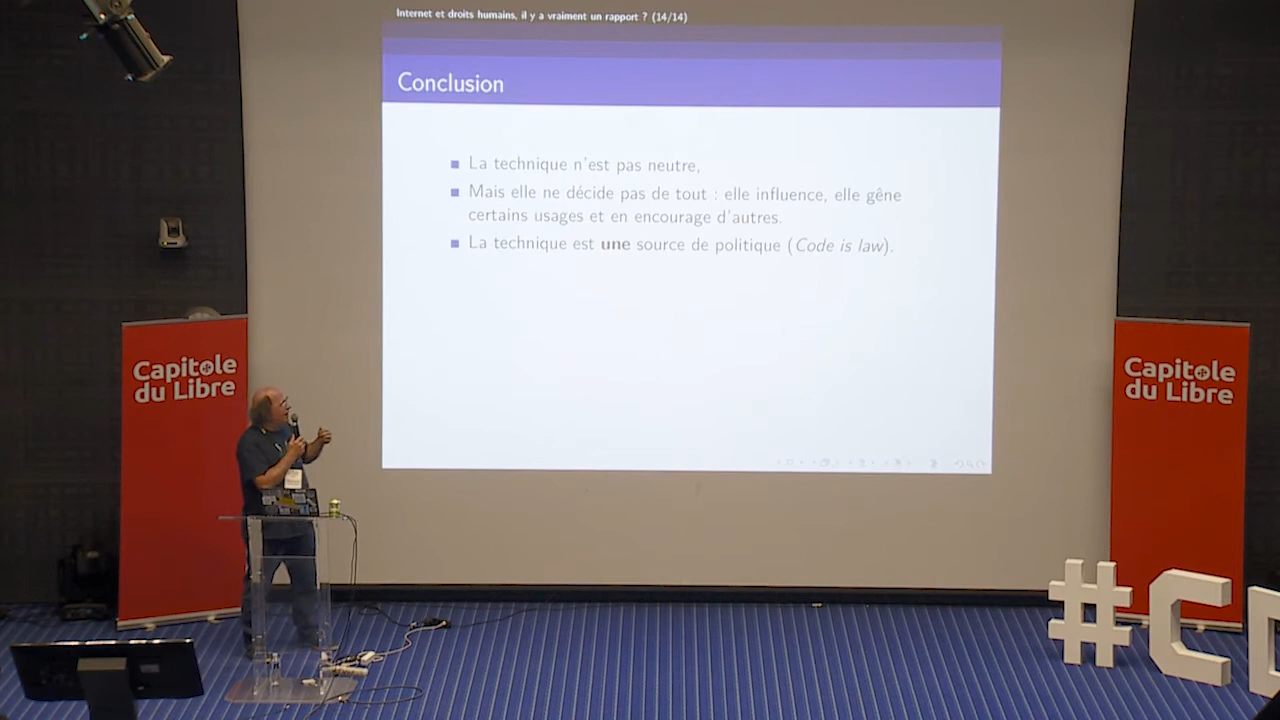 Internet et droits humains, il y a vraiment un rapport ? (14/14)
Conclusion
La technique n'est pas neutre,
Mais elle ne décide pas de tout : elle influence, elle gêne
certains usages et en encourage d'autres.
La technique est une source de politique (Code is law).
Capitole
du Libre
Capitole
du Libre
#C